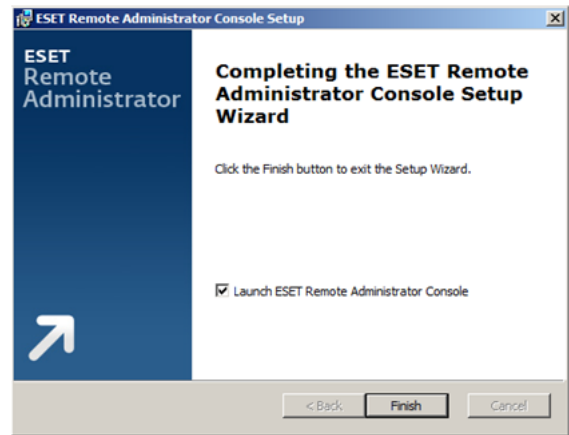 ESET Remote Administrator Console Setup
ESET
Remote
Administrator
Completing the ESET Remote
Administrator Console Setup
Wizard
Click the Finish button to exit the Setup Wizard.
Launch ESET Remote Administrator Console
< Back
Finish
Cancel